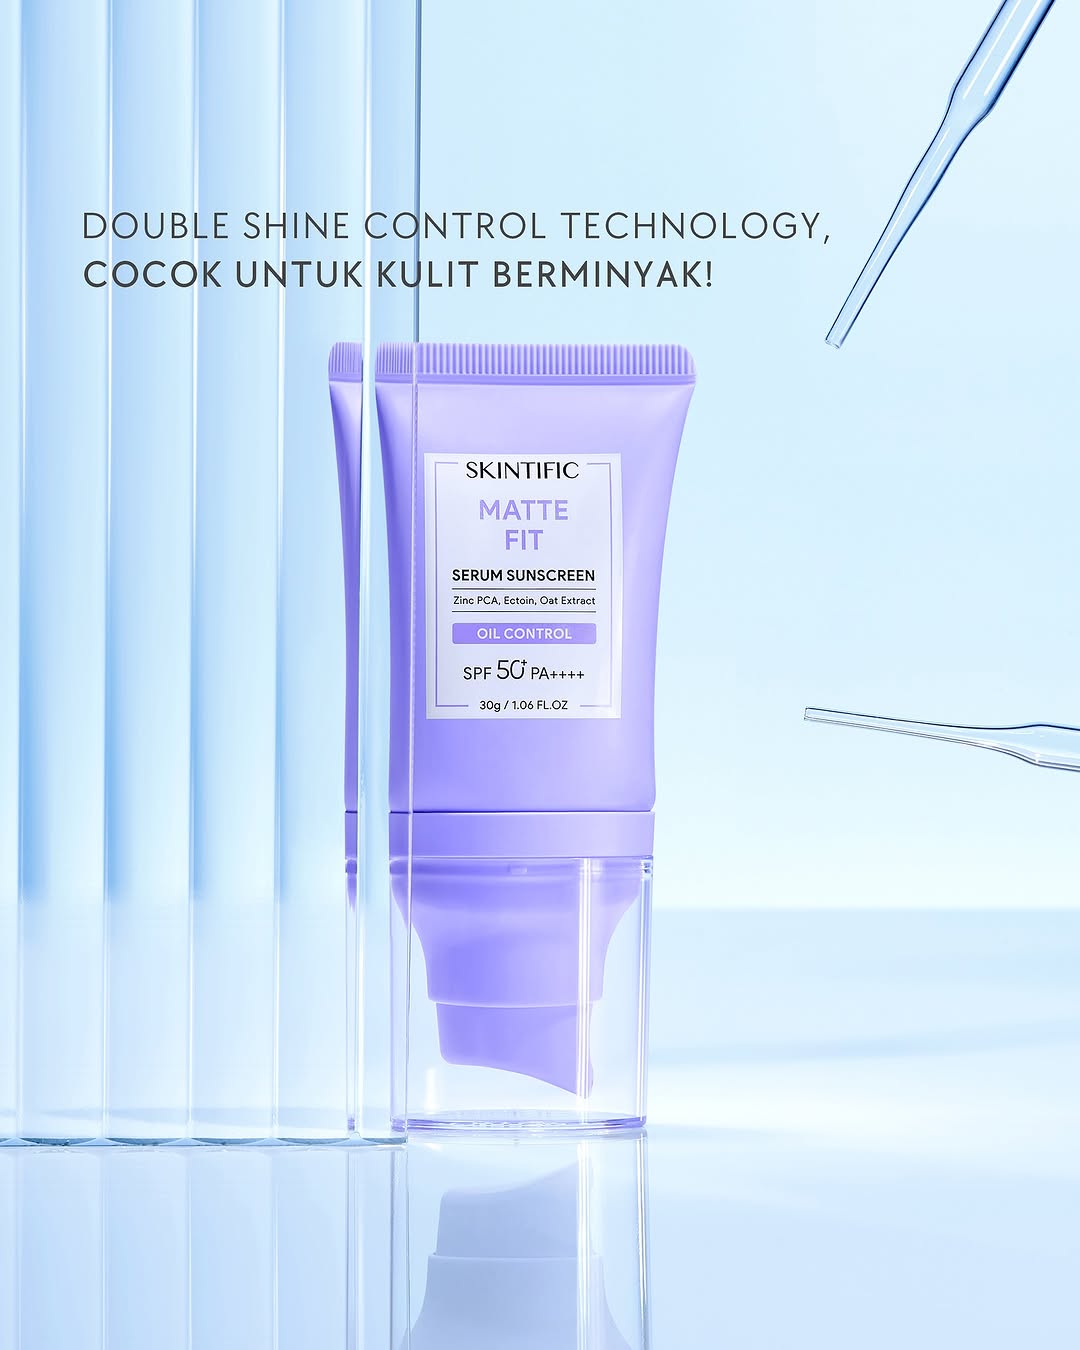 DOUBLE SHINE CONTROL TECHNOLOGY,
COCOK UNTUK KULIT BERMINYAK!
SKINTIFIC
MATTE
FIT
SERUM SUNSCREEN
Zinc PCA, Ectoin, Oat Extract
OIL CONTROL
SPF 50+ PA++++
30g / 1.06 FL.OZ